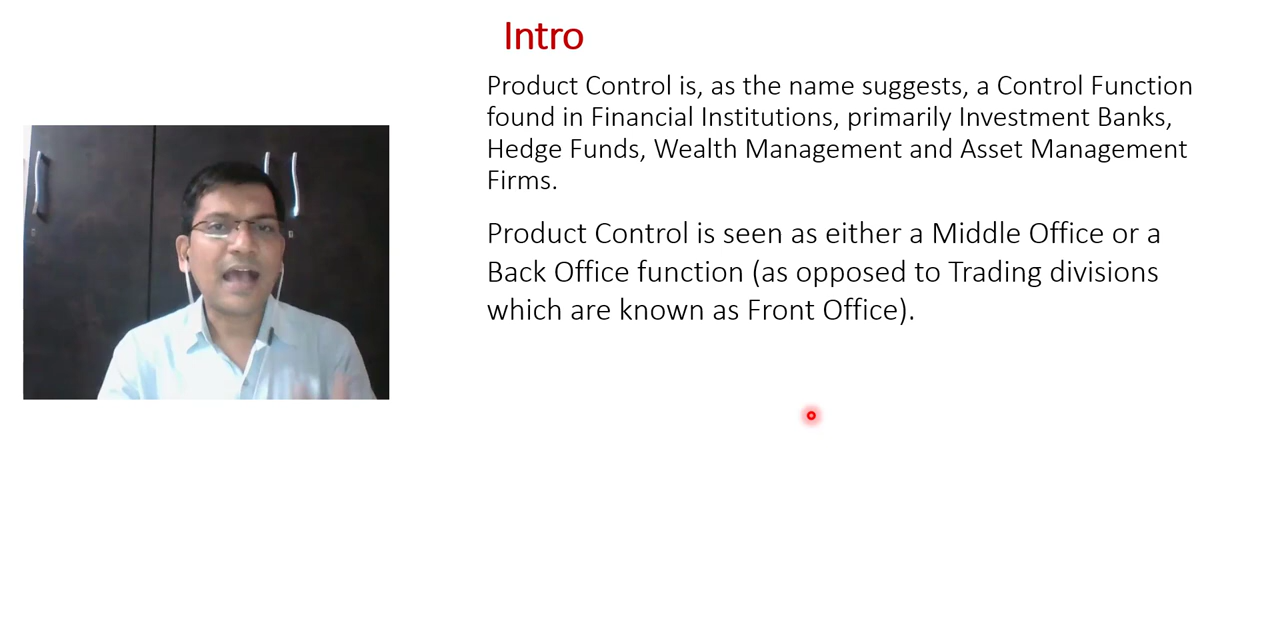 Intro
Product Control is, as the name suggests, a Control Function
found in Financial Institutions, primarily Investment Banks,
Hedge Funds, Wealth Management and Asset Management
Firms.
Product Control is seen as either a Middle Office or a
Back Office function (as opposed to Trading divisions
which are known as Front Office).